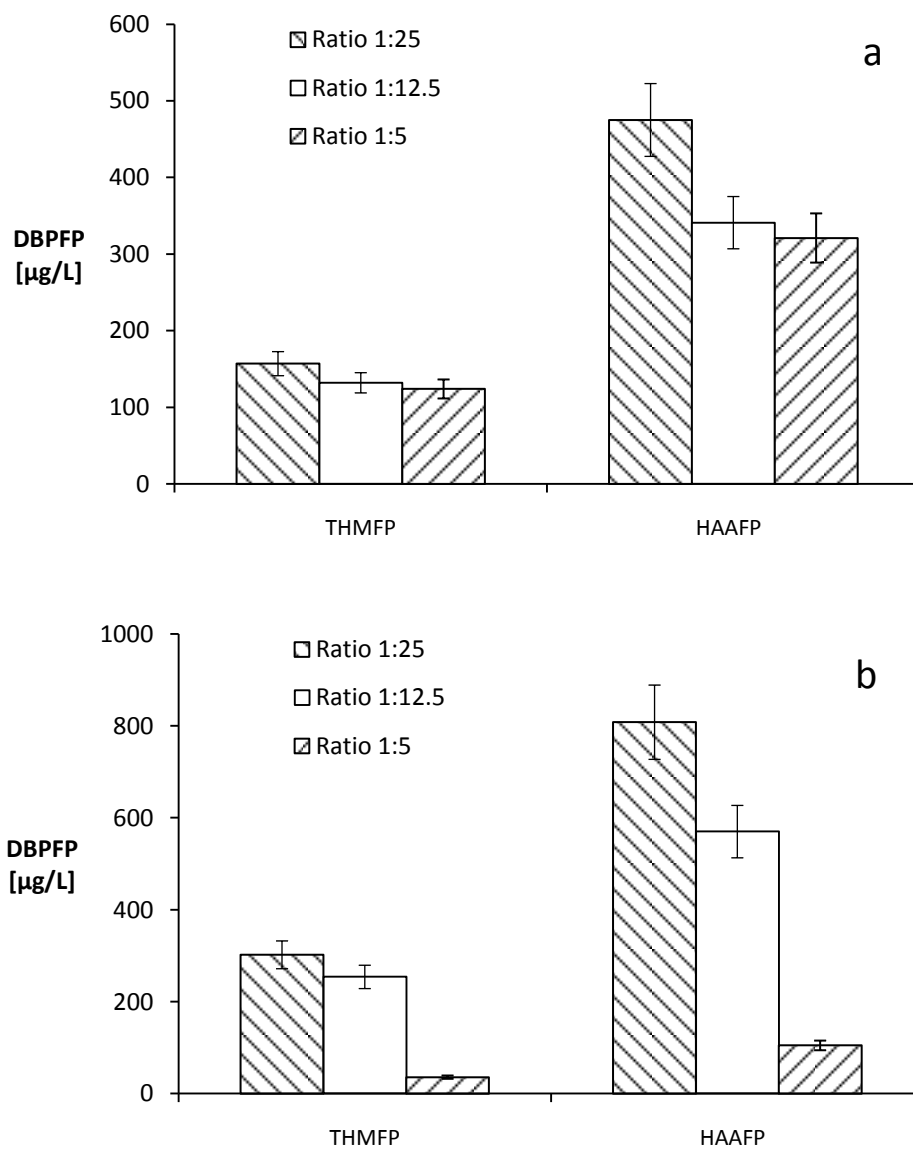 600
500
400
300
200
100
0
DBPFP
[µg/L]
Ratio 1:25
Ratio 1:12.5
Ratio 1:5
a
THMFP
HAAFP
1000
800
600
400
200
0
DBPFP
[µg/L]
Ratio 1:25
Ratio 1:12.5
Ratio 1:5
b
THMFP
HAAFP